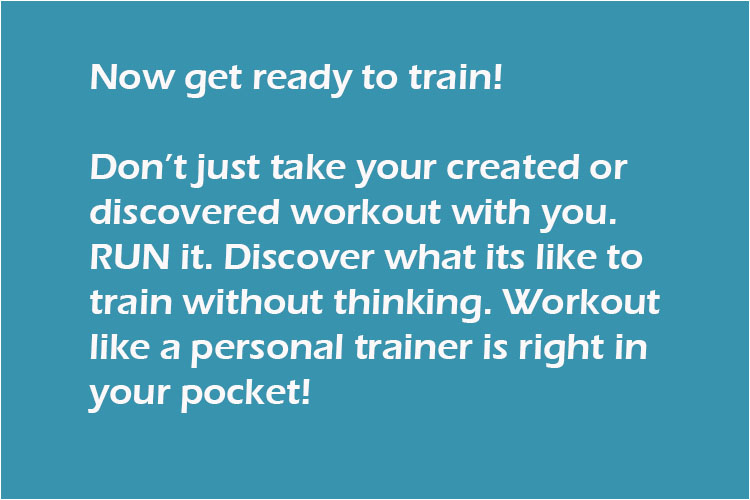 Now get ready to train!
Don’t just take your created or
discovered workout with you.
RUN it. Discover what its like to
train without thinking. Workout
like a personal trainer is right in
your pocket!